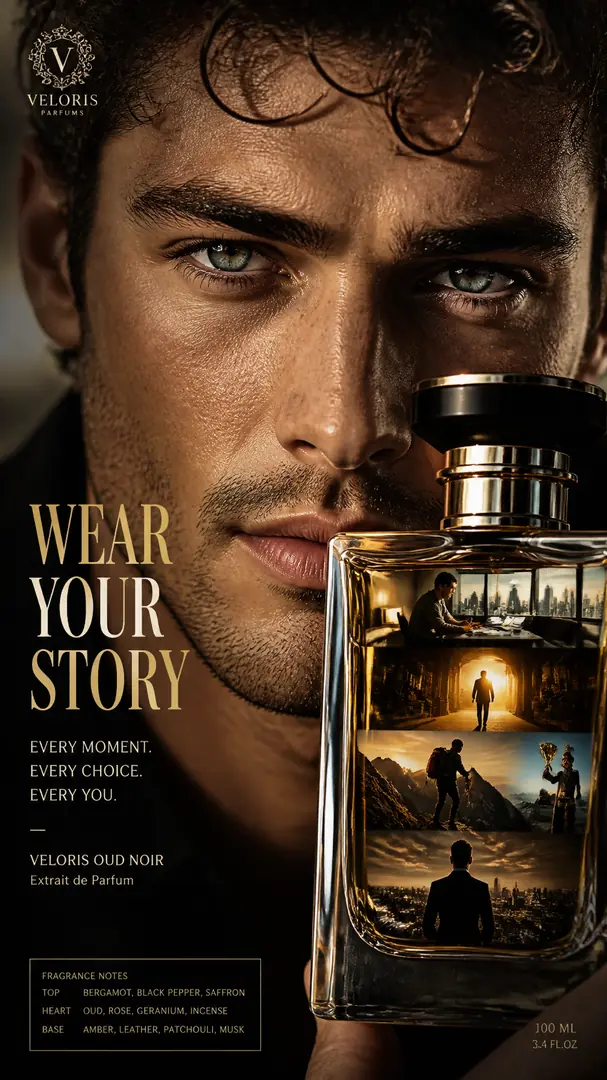 V
VELORIS
PARFUMS
WEAR
YOUR
STORY
EVERY MOMENT.
EVERY CHOICE.
EVERY YOU.
—
VELORIS OUD NOIR
Extrait de Parfum
FRAGRANCE NOTES
TOP BERGAMOT, BLACK PEPPER, SAFFRON
HEART OUD, ROSE, GERANIUM, INCENSE
BASE AMBER, LEATHER, PATCHOULI, MUSK
100 ML
3.4 FL.OZ